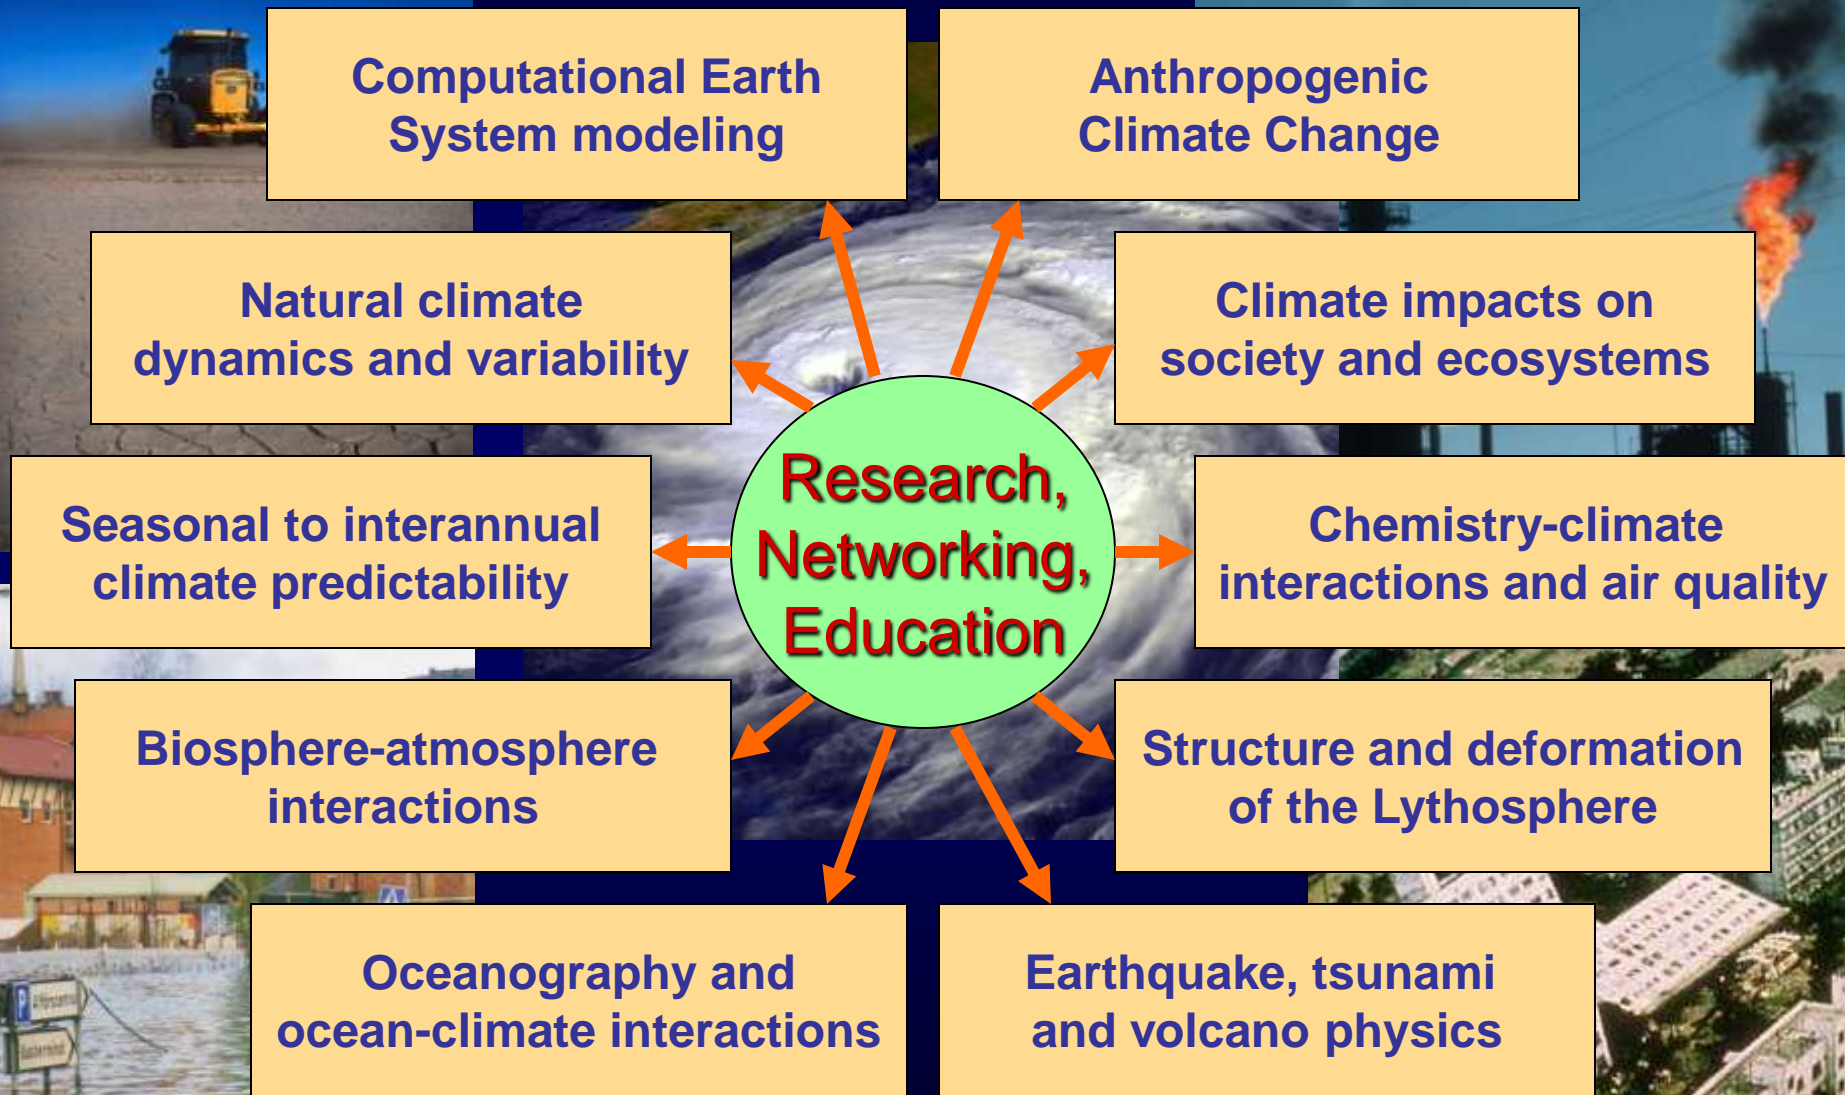 Computational Earth
System modeling
Anthropogenic
Climate Change
Natural climate
dynamics and variability
Climate impacts on
society and ecosystems
Seasonal to interannual
climate predictability
Research,
Networking,
Education
Chemistry-climate
interactions and air quality
Biosphere-atmosphere
interactions
Structure and deformation
of the Lythosphere
Oceanography and
ocean-climate interactions
Earthquake, tsunami
and volcano physics
P